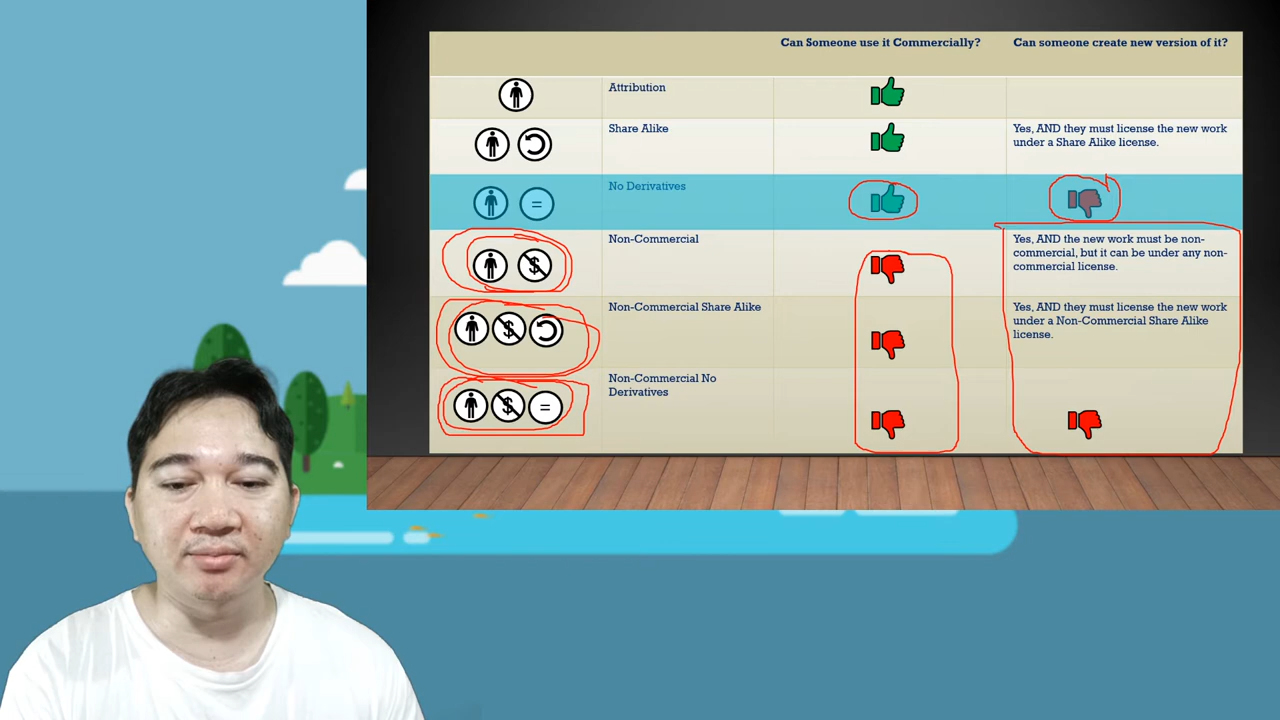 Can Someone use it Commercially?
Can someone create new version of it?
Attribution
Share Alike
Yes, AND they must license the new work
under a Share Alike license.
No Derivatives
=
Non-Commercial
Yes, AND the new work must be non-
commercial, but it can be under any non-
commercial license.
$
Non-Commercial Share Alike
Yes, AND they must license the new work
under a Non-Commercial Share Alike
license.
$
Non-Commercial No
Derivatives
$ =